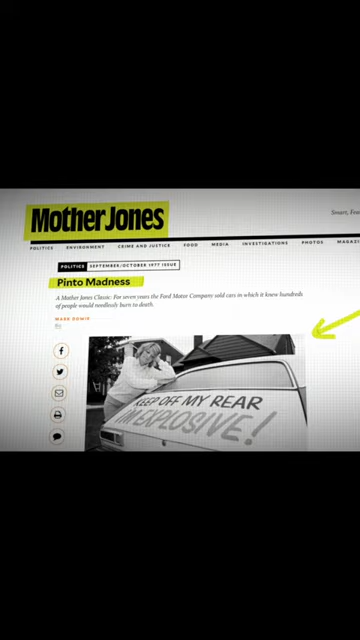 Mother Jones
Smart, Fea
POLITICS ENVIRONMENT CRIME AND JUSTICE FOOD MEDIA INVESTIGATIONS PHOTOS MAGAZ
POLITICS SEPTEMBER/OCTOBER 1977 ISSUE
Pinto Madness
A Mother Jones Classic: For seven years the Ford Motor Company sold cars in which it knew hundreds
of people would needlessly burn to death.
MARK DOWIE
KEEP OFF MY REAR
I'M EXPLOSIVE!